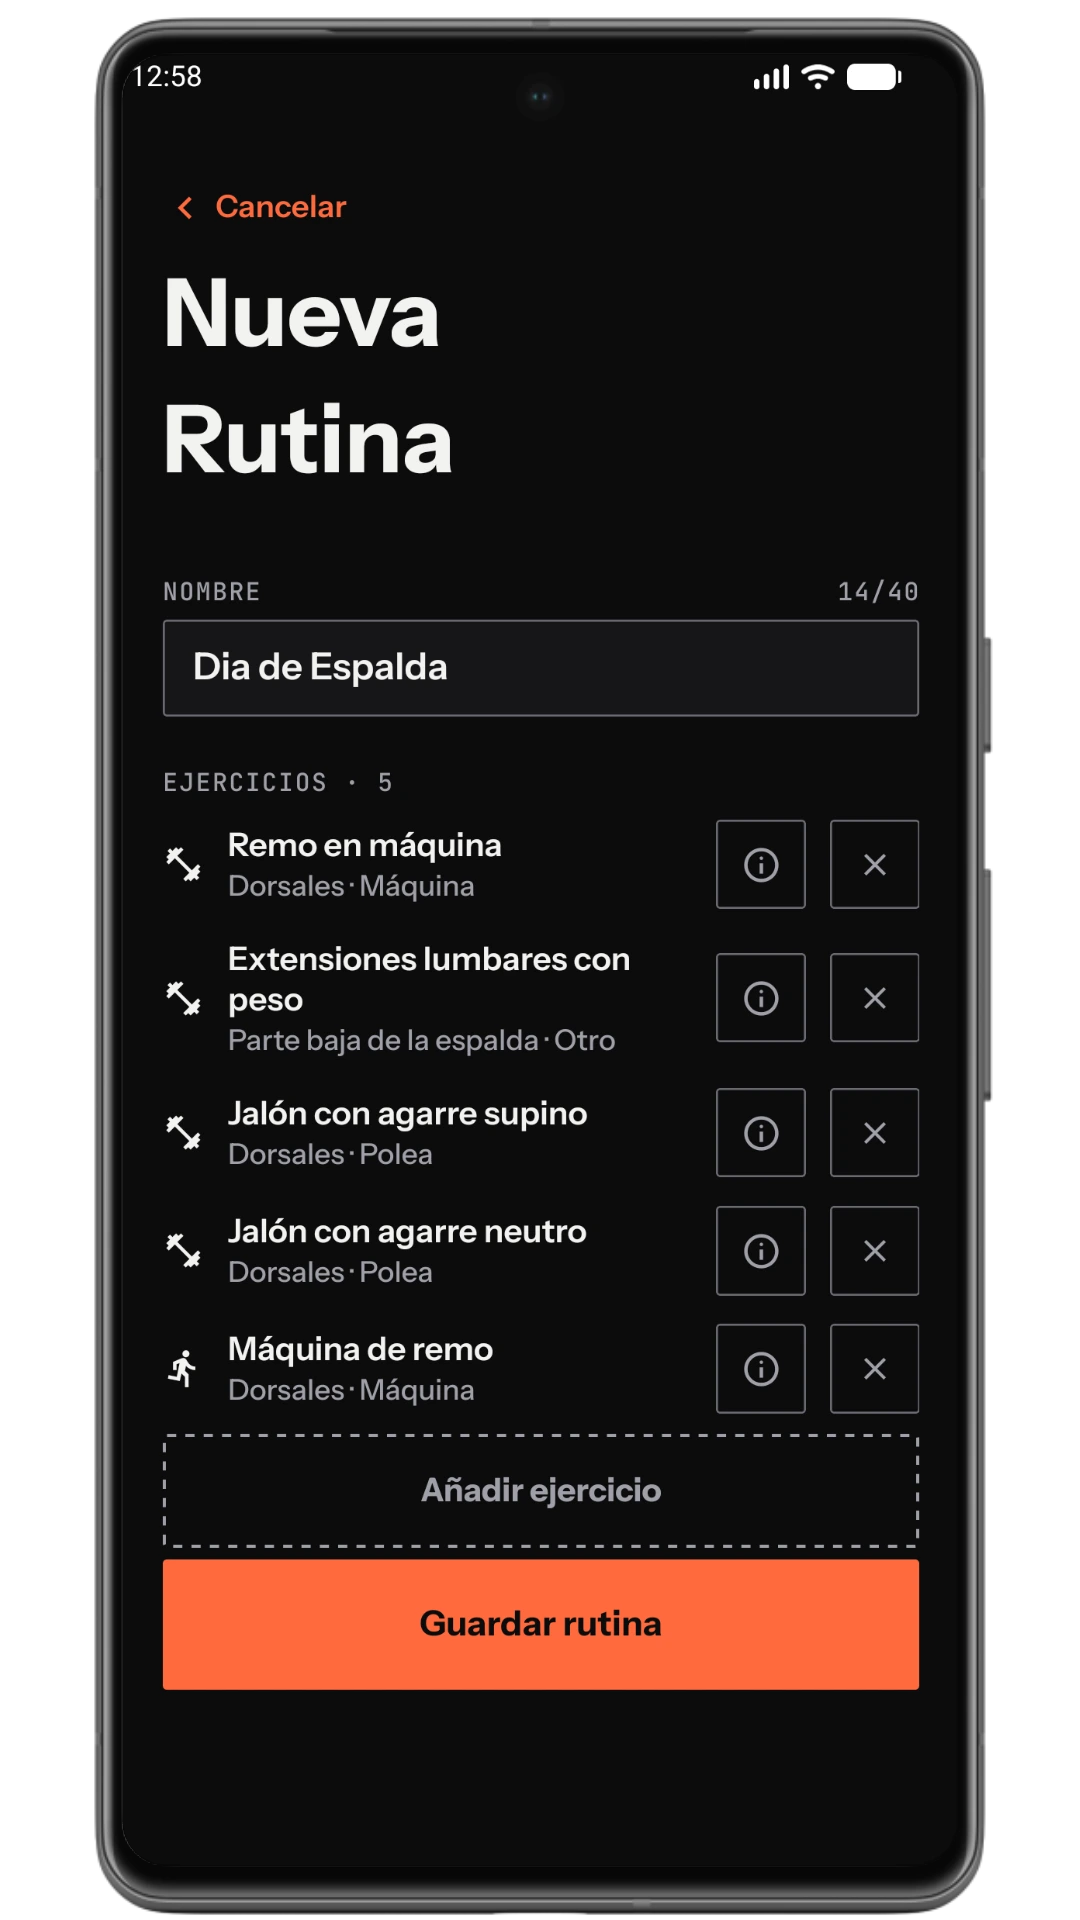 12:58
Cancelar
Nueva
Rutina
NOMBRE 14/40
Dia de Espalda
EJERCICIOS · 5
Remo en máquina
Dorsales · Máquina
Extensiones lumbares con
peso
Parte baja de la espalda · Otro
Jalón con agarre supino
Dorsales · Polea
Jalón con agarre neutro
Dorsales · Polea
Máquina de remo
Dorsales · Máquina
Añadir ejercicio
Guardar rutina